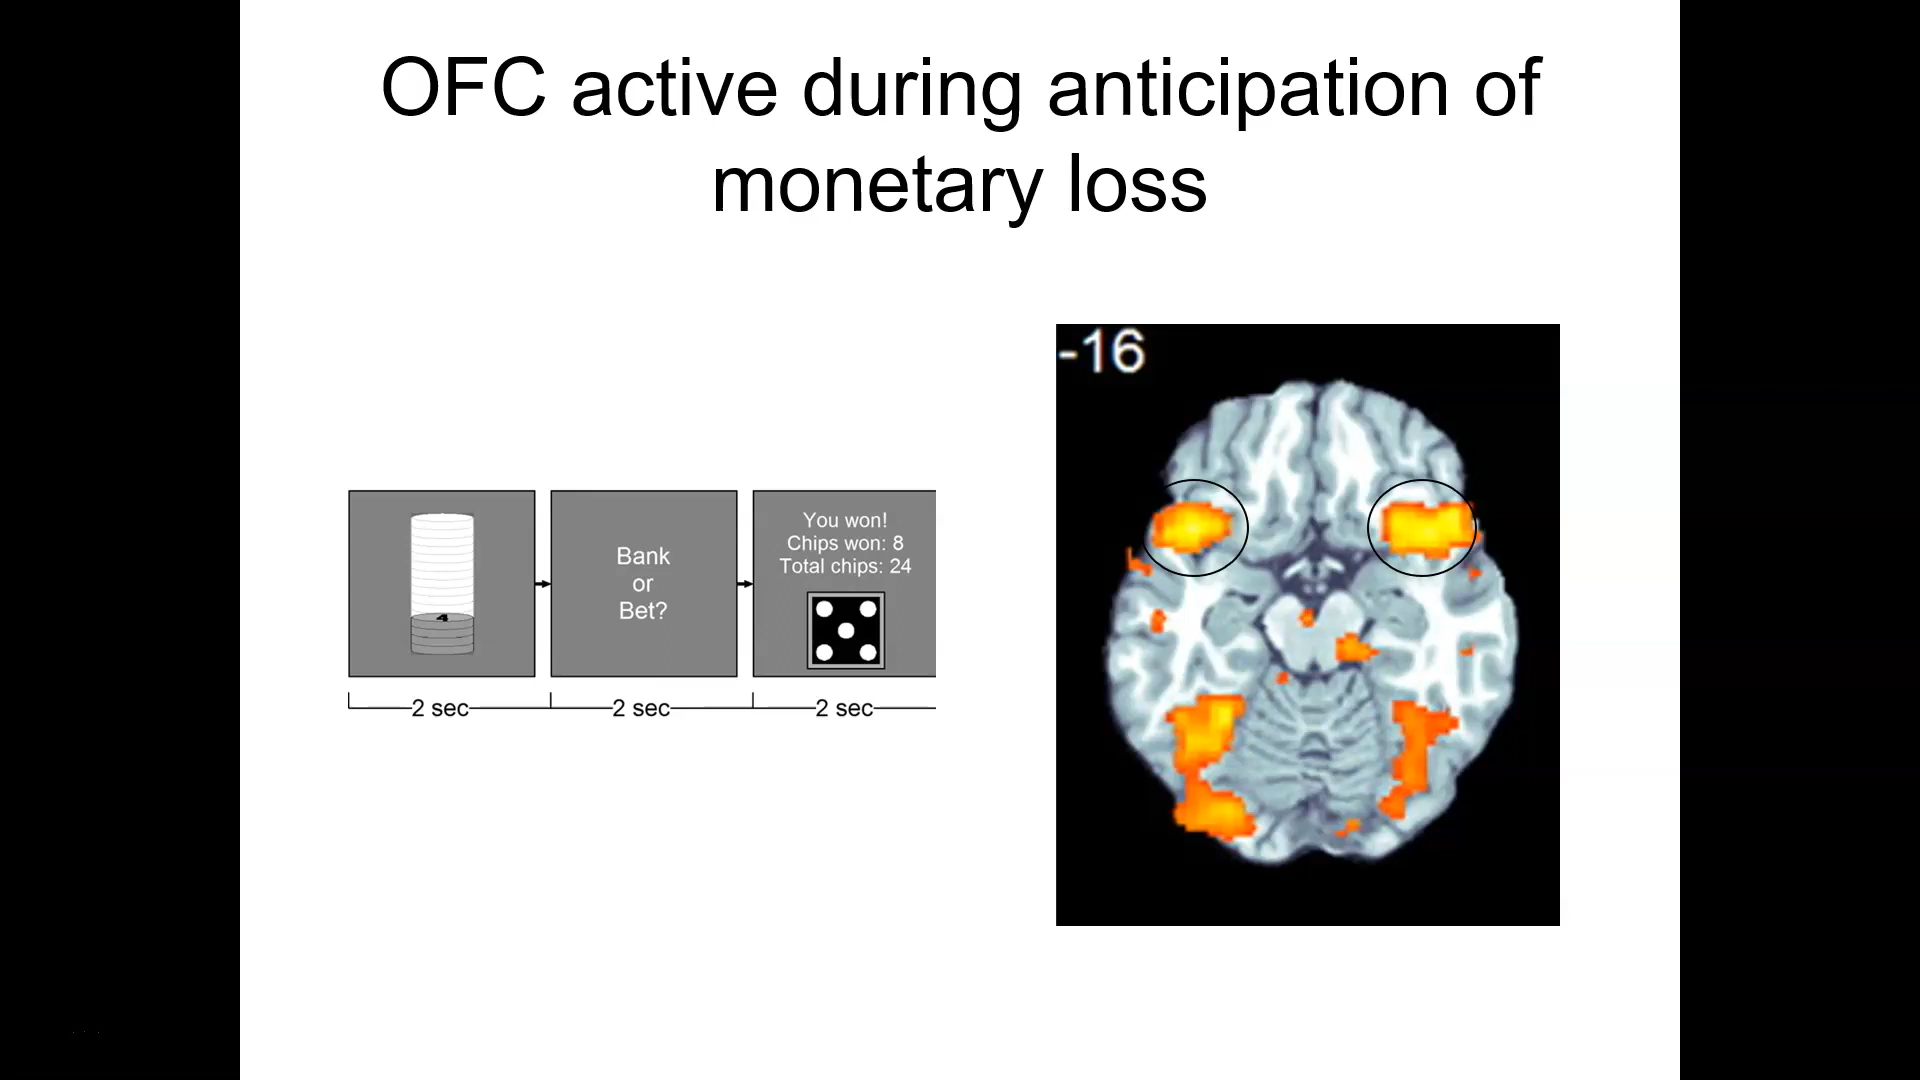 OFC active during anticipation of
monetary loss
-16
4
Bank
or
Bet?
You won!
Chips won: 8
Total chips: 24
2 sec
2 sec
2 sec